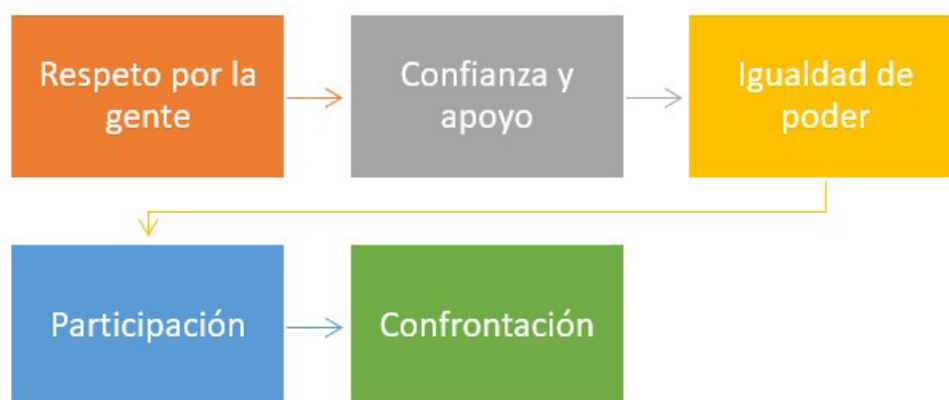 Respeto por la
gente
Confianza y
apoyo
Igualdad de
poder
Participación
Confrontación